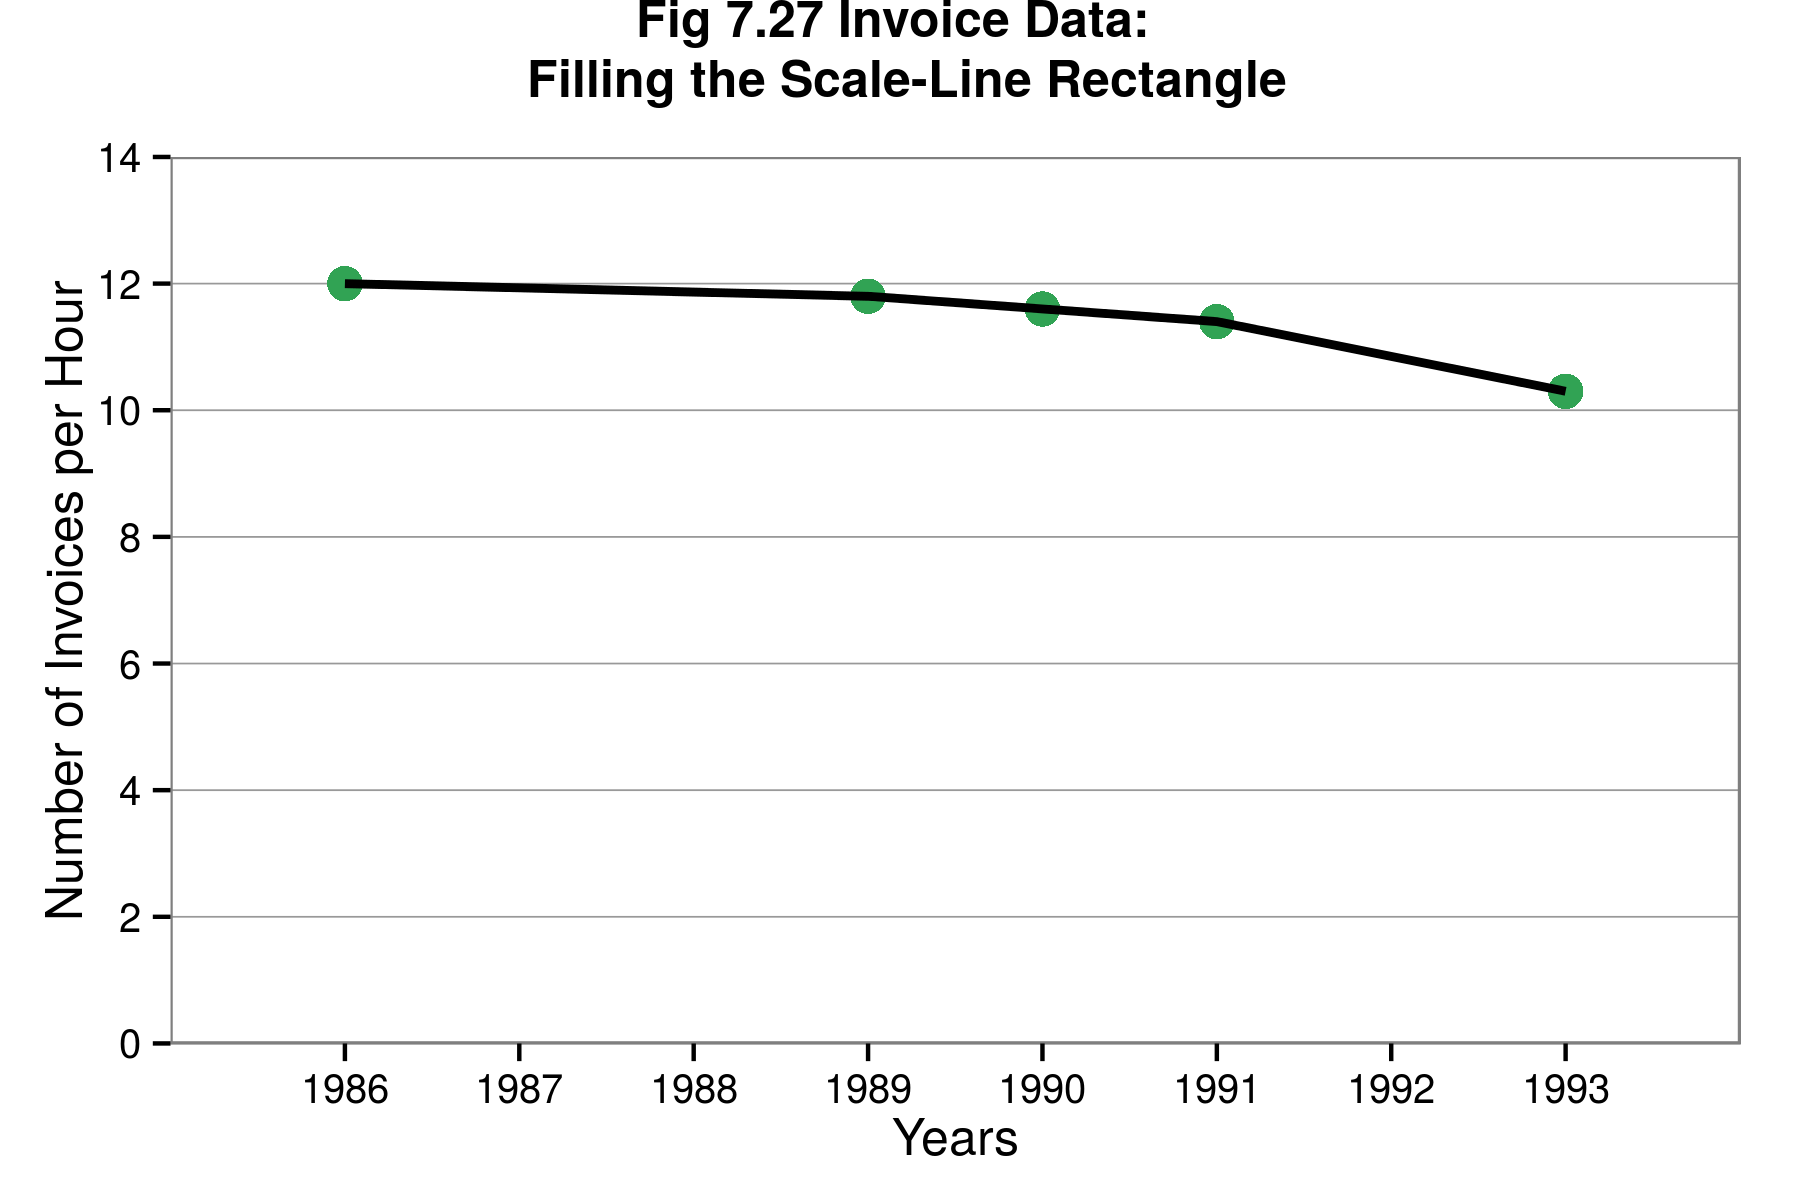 Fig 7.27 Invoice Data:
Filling the Scale-Line Rectangle
14
12
10
8
6
4
2
0
Number of Invoices per Hour
1986 1987 1988 1989 1990 1991 1992 1993
Years